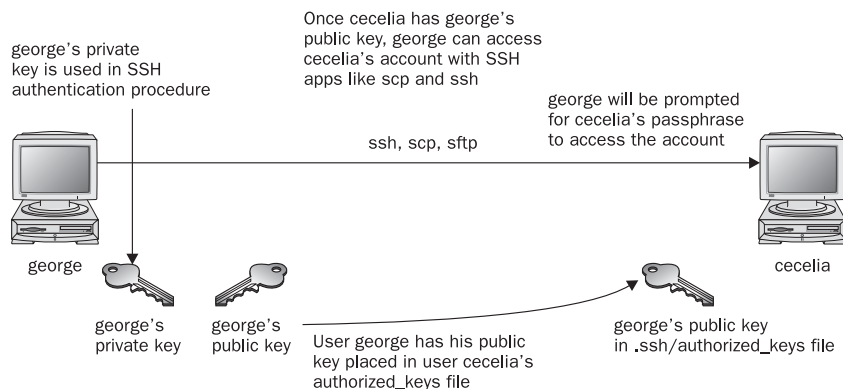 george's private
key is used in SSH
authentication procedure
Once cecelia has george's
public key, george can access
cecelia's account with SSH
apps like scp and ssh
george will be prompted
for cecelia's passphrase
to access the account
ssh, scp, sftp
george
cecelia
george's
private key
george's
public key
User george has his public
key placed in user cecelia's
authorized_keys file
george's public key
in .ssh/authorized_keys file